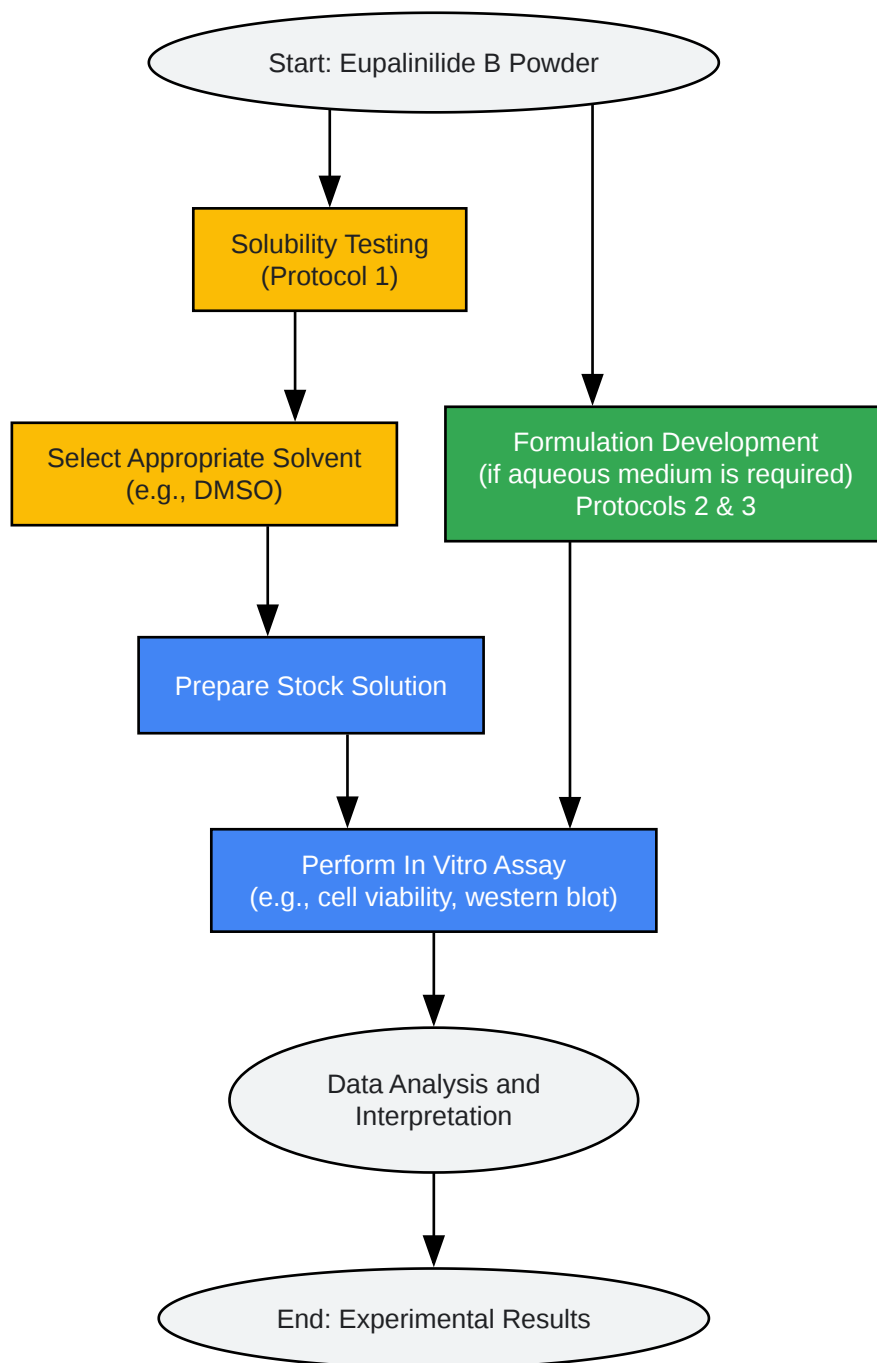 Start: Eupalinilide B Powder
Solubility Testing
(Protocol 1)
Select Appropriate Solvent
(e.g., DMSO)
Formulation Development
(if aqueous medium is required)
Protocols 2 & 3
Prepare Stock Solution
Perform In Vitro Assay
(e.g., cell viability, western blot)
Data Analysis and
Interpretation
End: Experimental Results